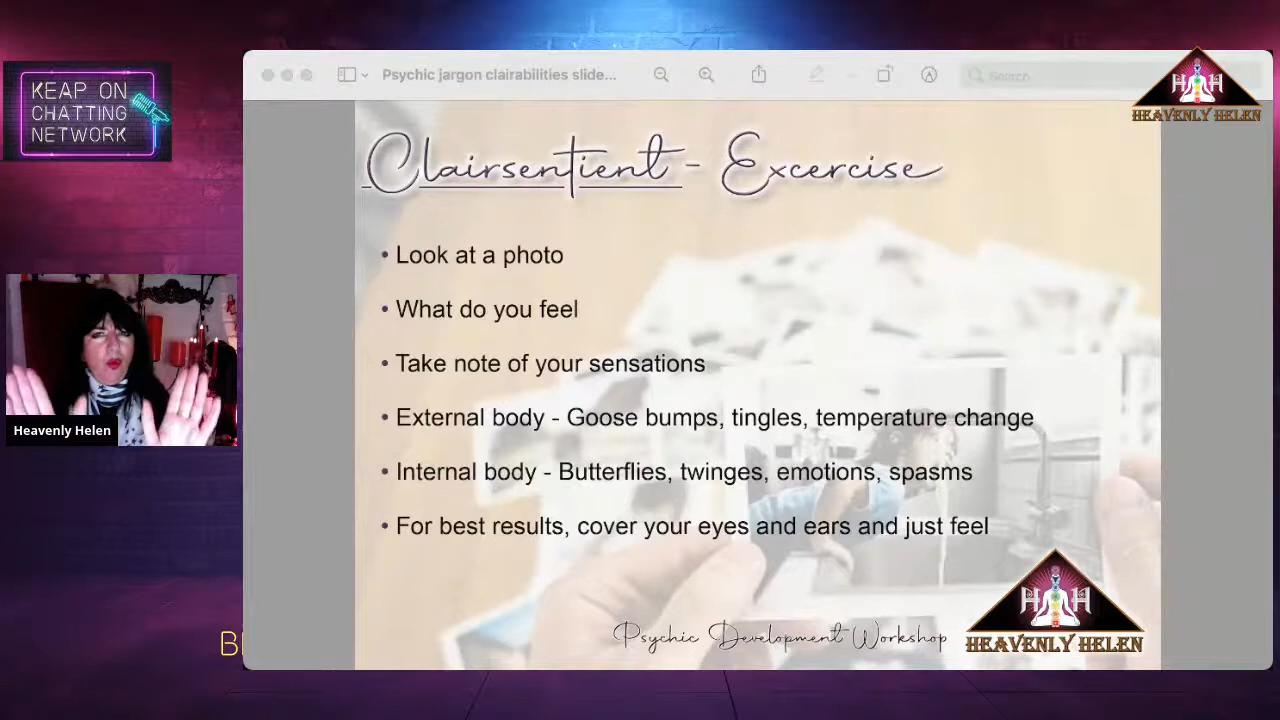 KEAP ON
CHATTING
NETWORK
Psychic jargon clairabilities slide...
Search
H H
HEAVENLY HELEN
Clairsentient - Excercise
• Look at a photo
• What do you feel
• Take note of your sensations
• External body - Goose bumps, tingles, temperature change
• Internal body - Butterflies, twinges, emotions, spasms
• For best results, cover your eyes and ears and just feel
Heavenly Helen
Psychic Development Workshop
H H
HEAVENLY HELEN